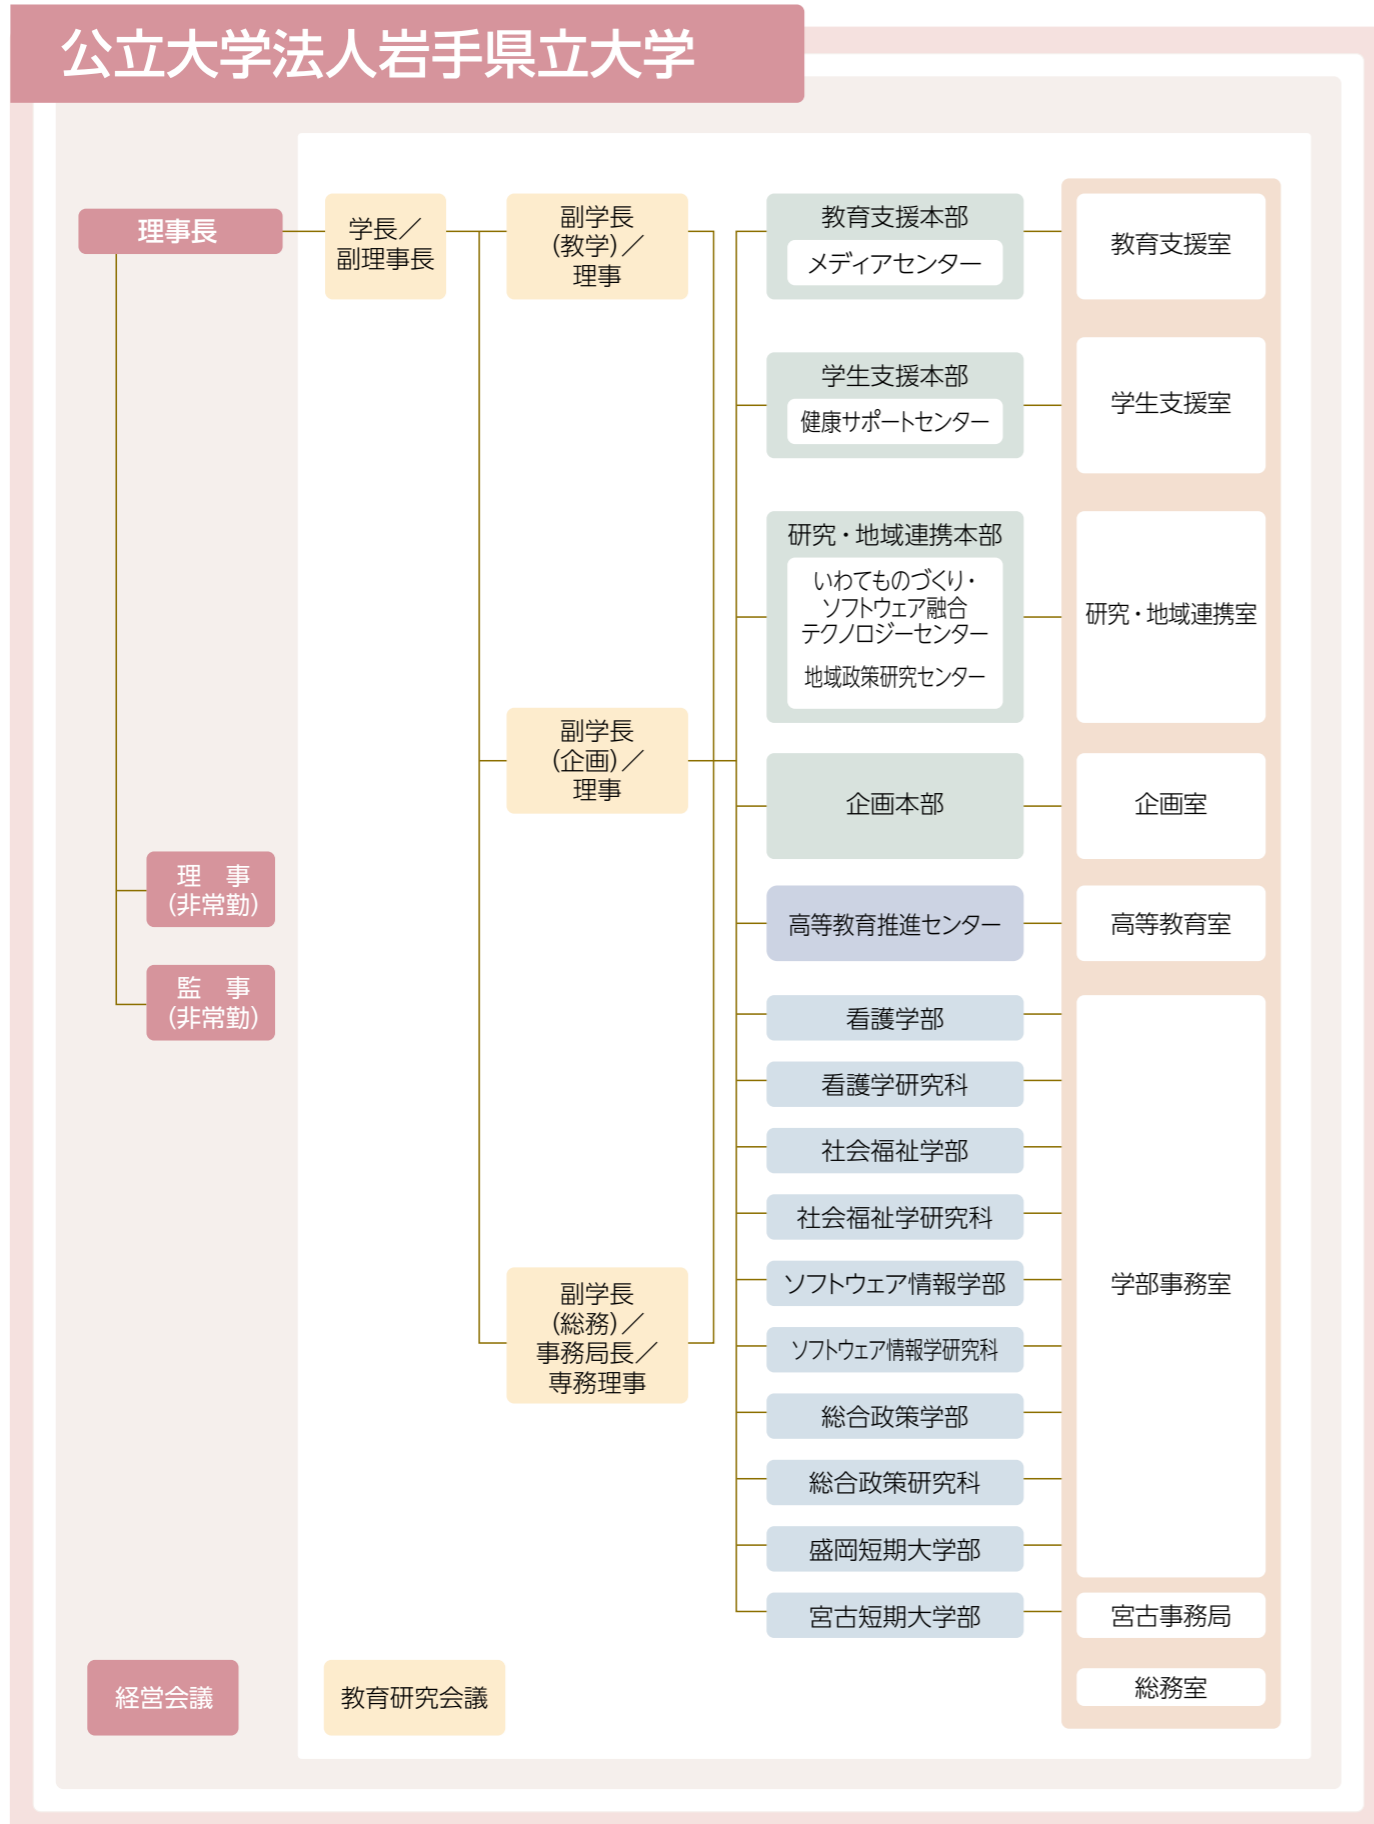 公立大学法人岩手県立大学
理事長
学長／
副理事長
副学長
(教学)／
理事
教育支援本部
メディアセンター
教育支援室
学生支援本部
健康サポートセンター
学生支援室
研究・地域連携本部
いわてものづくり・
ソフトウェア融合
テクノロジーセンター
地域政策研究センター
研究・地域連携室
副学長
(企画)／
理事
企画本部
企画室
理　事
(非常勤)
高等教育推進センター
高等教育室
監　事
(非常勤)
看護学部
看護学研究科
社会福祉学部
社会福祉学研究科
副学長
(総務)／
事務局長／
専務理事
ソフトウェア情報学部
ソフトウェア情報学研究科
総合政策学部
総合政策研究科
盛岡短期大学部
学部事務室
宮古短期大学部
宮古事務局
総務室
経営会議
教育研究会議